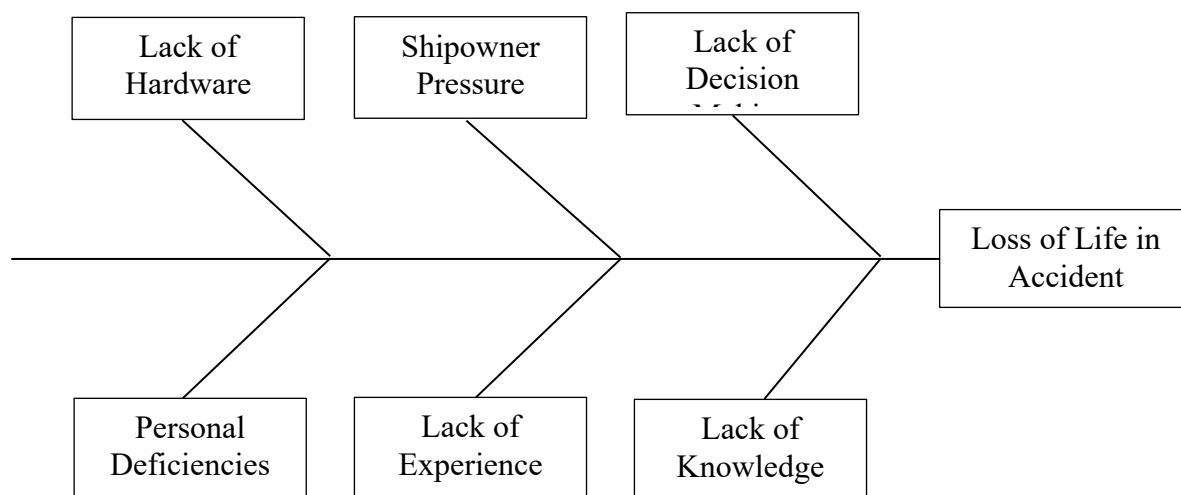 Lack of
Hardware
Shipowner
Pressure
Lack of
Decision
Loss of Life in
Accident
Personal
Deficiencies
Lack of
Experience
Lack of
Knowledge